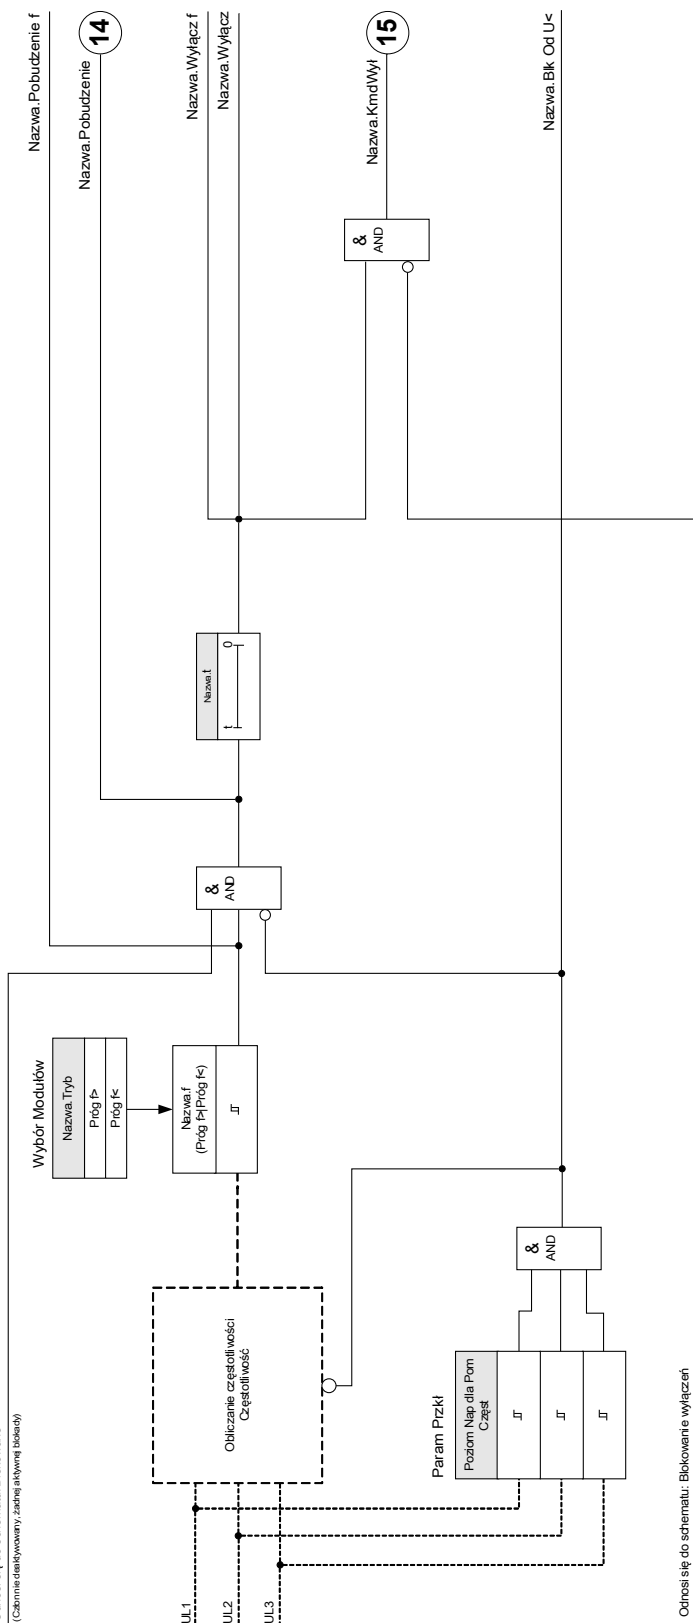 (Człon nie deaktywowany, żadnej aktywnej blokady)
UL1
UL2
UL3
Obliczanie częstotliwości
Częstotliwość
Wybór Modułów
Nazwa.Tryb
Próg f>
Próg f<
Nazwa.f
(Próg f>|Próg f<)
&
AND
Nazwa.t
t
0
Nazwa.Pobudzenie f
Nazwa.Pobudzenie
14
Nazwa.Wyłącz f
Nazwa.Wyłącz
&
AND
Nazwa.KmdWył
15
Nazwa.Blk Od U<
Param Przkł
Poziom Nap dla Pom
Częst
&
AND
Odnosi się do schematu: Blokowanie wyłączeń